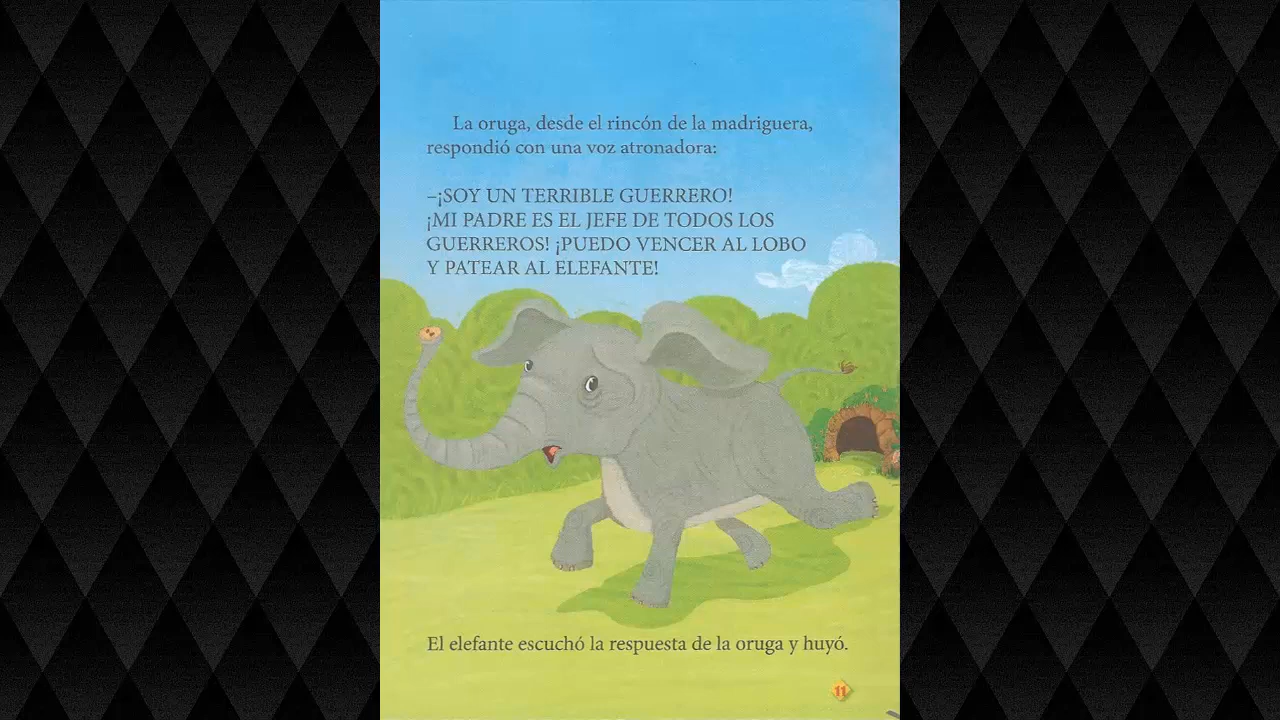 La oruga, desde el rincón de la madriguera,
respondió con una voz atronadora:
–¡SOY UN TERRIBLE GUERRERO!
¡MI PADRE ES EL JEFE DE TODOS LOS
GUERREROS! ¡PUEDO VENCER AL LOBO
Y PATEAR AL ELEFANTE!
El elefante escuchó la respuesta de la oruga y huyó.
11